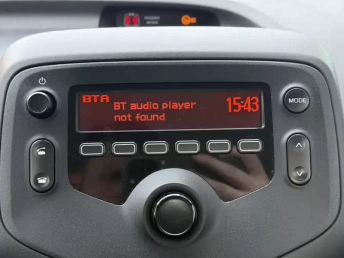 BTA
BT audio player
not found
15:43
MODE